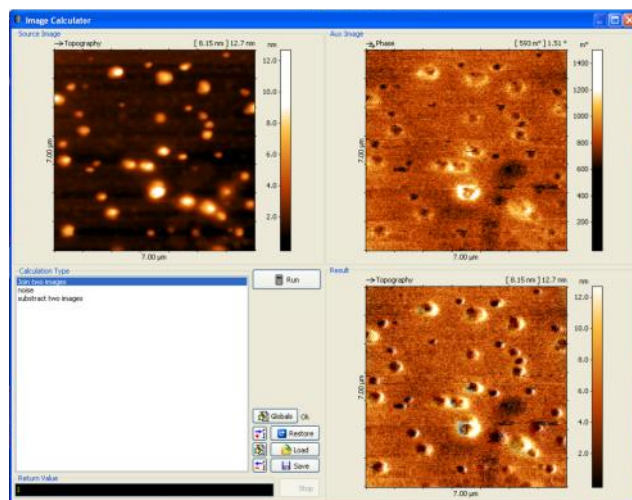 Image Calculator
Source Image
Topography [ 8.15 nm ] 12.7 nm nm
12.0
10.0
8.0
6.0
4.0
2.0
7.00 µm
7.00 µm
Aux Image
Phase [ 593 m° ] 1.51 ° m°
1400
1200
1000
800
600
400
200
7.00 µm
7.00 µm
Calculation Type
Join two images
noise
substract two images
Run
Globals Ok
Restore
Load
Save
Return Value
Stop
Result
Topography [ 8.15 nm ] 12.7 nm nm
12.0
10.0
8.0
6.0
4.0
2.0
7.00 µm
7.00 µm